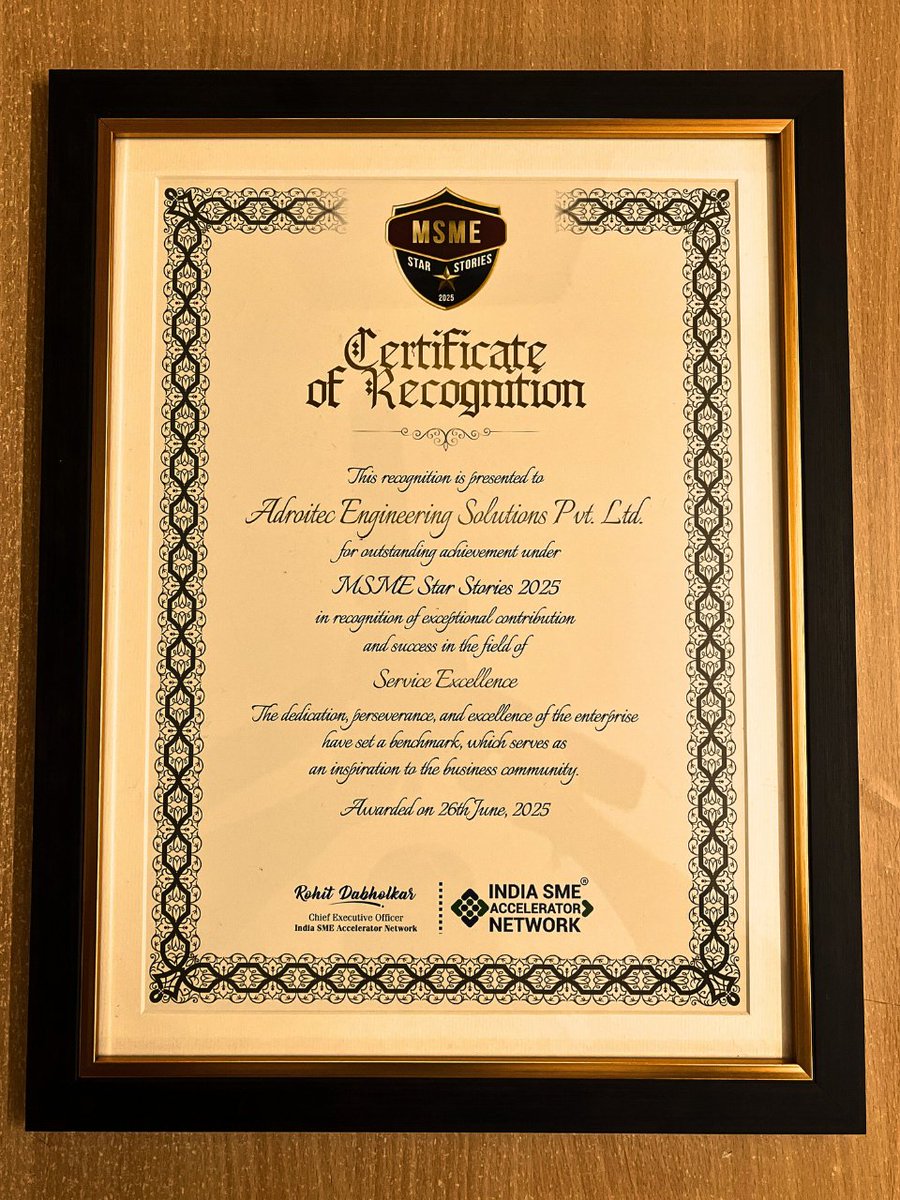 MSME
STAR STORIES
2025
Certificate
of Recognition
This recognition is presented to
Adroitec Engineering Solutions Pvt. Ltd.
for outstanding achievement under
MSME Star Stories 2025
in recognition of exceptional contribution
and success in the field of
Service Excellence
The dedication, perseverance, and excellence of the enterprise
have set a benchmark, which serves as
an inspiration to the business community.
Awarded on 26th June, 2025
Rohit Dabholkar
Chief Executive Officer
India SME Accelerator Network
INDIA SME®
ACCELERATOR
NETWORK